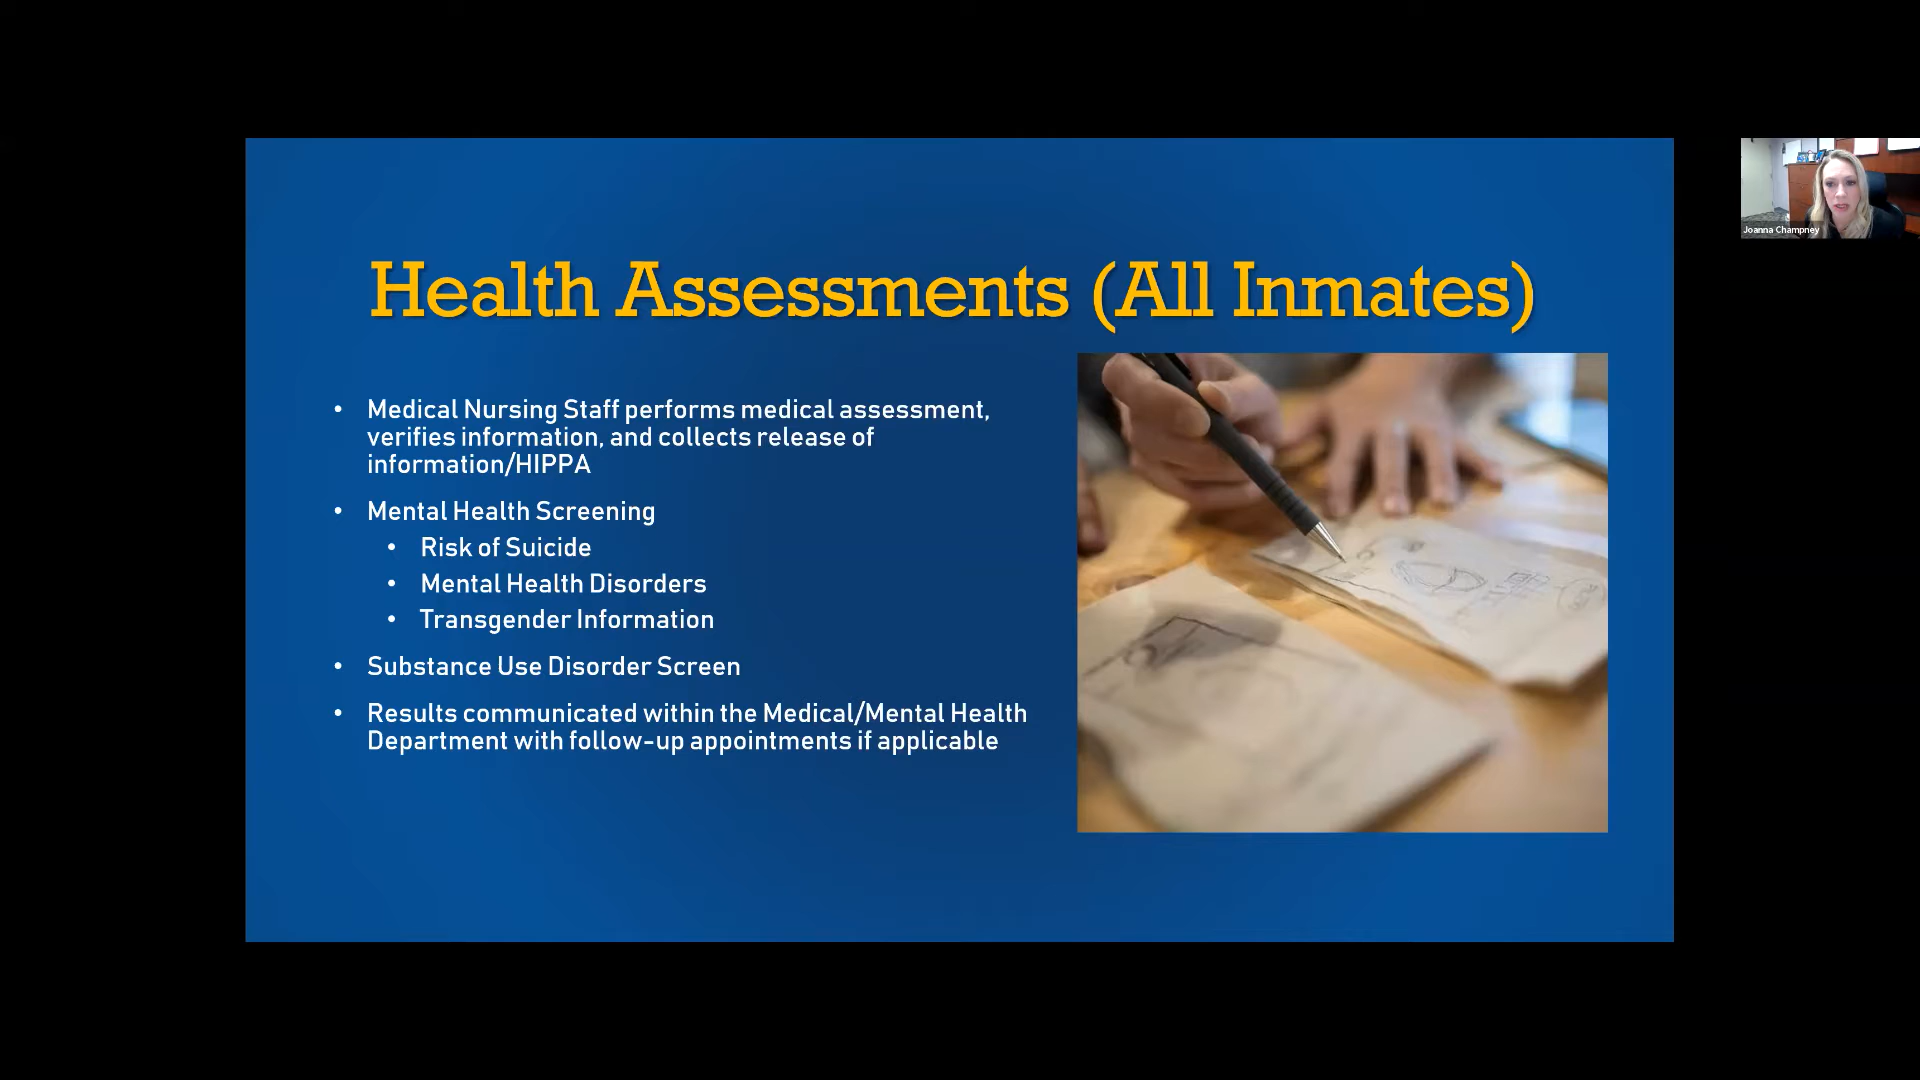 Health Assessments (All Inmates)
• Medical Nursing Staff performs medical assessment,
verifies information, and collects release of
information/HIPPA
• Mental Health Screening
• Risk of Suicide
• Mental Health Disorders
• Transgender Information
• Substance Use Disorder Screen
• Results communicated within the Medical/Mental Health
Department with follow-up appointments if applicable
Joanna Champney